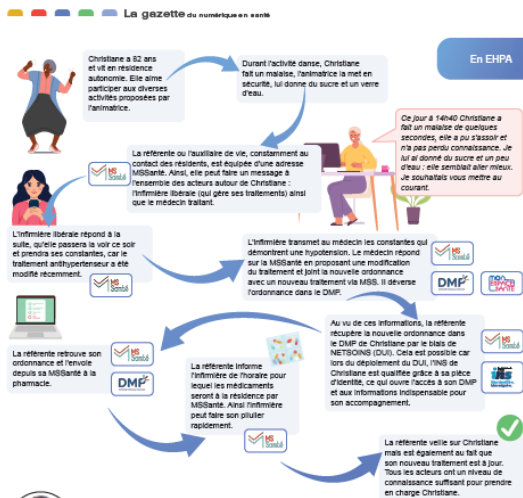 La gazette du numérique en santé
En EHPA
Christiane a 82 ans
et vit en résidence
autonomie. Elle aime
participer aux diverses
activités proposées par
l'animatrice.
Durant l'activité danse, Christiane
fait un malaise, l'animatrice la met en
sécurité, lui donne du sucre et un verre
d'eau.
Ce jour à 14h40 Christiane a
fait un malaise de quelques
secondes, elle a pu s'assoir et
n'a pas perdu connaissance. Je
lui ai donné du sucre et un peu
d'eau : elle semblait aller mieux.
Je souhaitais vous mettre au
courant.
La référente ou l'auxiliaire de vie, constamment au
contact des résidents, est équipée d'une adresse
MSSanté. Ainsi, elle peut faire un message à
l'ensemble des acteurs autour de Christiane :
l'infirmière libérale (qui gère ses traitements) ainsi
que le médecin traitant.
MS
Santé
L'infirmière libérale répond à la
suite, qu'elle passera la voir ce soir
et prendra ses constantes, car le
traitement antihypertenseur a été
modifié récemment.
MS
Santé
L'infirmière transmet au médecin les constantes qui
démontrent une hypotension. Le médecin répond
sur la MSSanté en proposant une modification
du traitement et joint la nouvelle ordonnance
avec un nouveau traitement via MSS. Il déverse
l'ordonnance dans le DMP.
MS
Santé
DMP
MON
ESPACE
SANTÉ
Au vu de ces informations, la référente
récupère la nouvelle ordonnance dans
le DMP de Christiane par le biais de
NETSOINS (DUI). Cela est possible car
lors du déploiement du DUI, l'INS de
Christiane est qualifiée grâce à sa pièce
d'identité, ce qui ouvre l'accès à son DMP
et aux informations indispensable pour
son accompagnement.
MS
Santé
INS
La référente retrouve son
ordonnance et l'envoie
depuis sa MSSanté à la
pharmacie.
MS
Santé
DMP
La référente informe
l'infirmière de l'horaire pour
lequel les médicaments
seront à la résidence par
MSSanté. Ainsi l'infirmière
peut faire son pilulier
rapidement.
MS
Santé
La référente veille sur Christiane
mais est également au fait que
son nouveau traitement est à jour.
Tous les acteurs ont un niveau de
connaissance suffisant pour prendre
en charge Christiane.